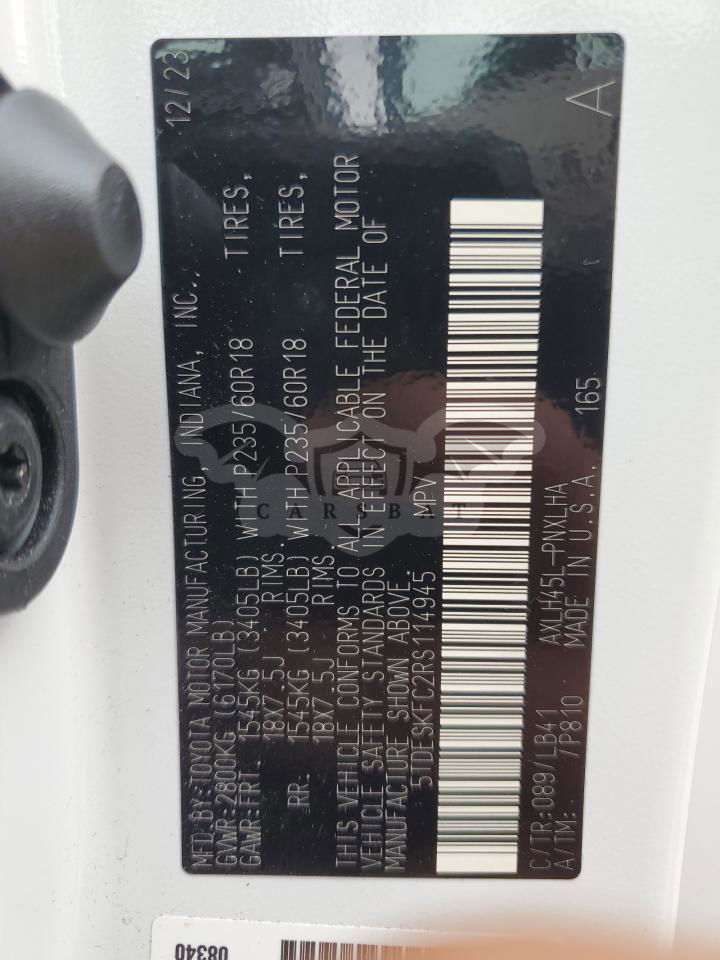 MFD.BY:TOYOTA MOTOR MANUFACTURING, INDIANA, INC. 12/23
GVWR:2800KG (6170LB)
GAWR:FRT. 1545KG (3405LB) WITH P235/60R18 TIRES,
18X7.5J RIMS.
RR. 1545KG (3405LB) WITH P235/60R18 TIRES,
18X7.5J RIMS.
THIS VEHICLE CONFORMS TO ALL APPLICABLE FEDERAL MOTOR
VEHICLE SAFETY STANDARDS IN EFFECT ON THE DATE OF
MANUFACTURE SHOWN ABOVE.
5TDESKFC2RS114945 MPV
C/TR:089/LB41 AXLH45L-PNXLHA 165 A
A/TM: /P810 MADE IN U.S.A.
CARSBAT
08340